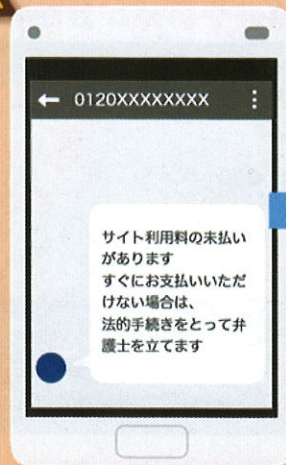 ← 0120XXXXXXXX ⋮
サイト利用料の未払い
があります
すぐにお支払いいただ
けない場合は、
法的手続きをとって弁
護士を立てます